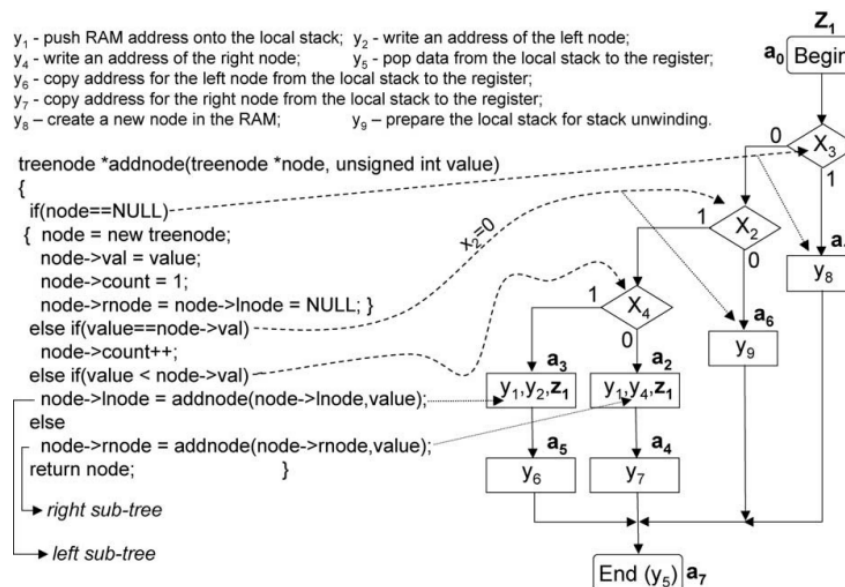 y1 - push RAM address onto the local stack; y2 - write an address of the left node;
y4 - write an address of the right node; y5 - pop data from the local stack to the register;
y6 - copy address for the left node from the local stack to the register;
y7 - copy address for the right node from the local stack to the register;
y8 – create a new node in the RAM; y9 – prepare the local stack for stack unwinding.
Z1
a0 Begin
treenode *addnode(treenode *node, unsigned int value)
{
if(node==NULL)
{ node = new treenode;
node->val = value;
node->count = 1;
node->rnode = node->lnode = NULL; }
else if(value==node->val)
node->count++;
else if(value < node->val)
node->lnode = addnode(node->lnode,value);
else
node->rnode = addnode(node->rnode,value);
return node; }
right sub-tree
left sub-tree
x2=0
0 X3
1
1 X2
0
1 X4
0
y8
a6
y9
a3 a2
y1,y2,z1 y1,y4,z1
a5 a4
y6 y7
End (y5) a7